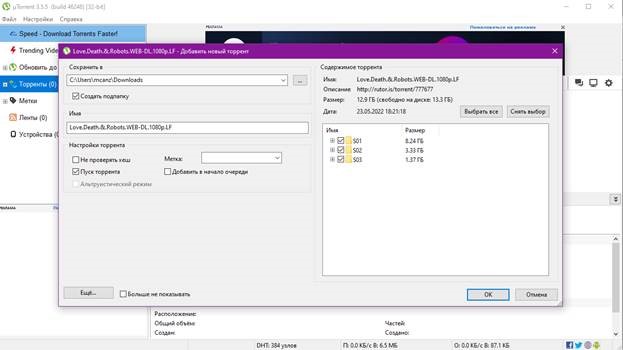 µTorrent 3.5.5 (build 46248) [32-bit]
Файл Настройки Справка
РЕКЛАМА
Пожаловаться на рекламу
Speed - Download Torrents Faster!
Trending Vide
Обновить до
Торренты (0)
Метки
Ленты (0)
Устройства (0)
РЕКЛАМА
Love.Death.&.Robots.WEB-DL.1080p.LF - Добавить новый торрент
Сохранить в
C:\Users\mcanz\Downloads
...
Создать подпапку
Имя
Love.Death.&.Robots.WEB-DL.1080p.LF
Настройки торрента
Не проверять хеш
Метка:
Пуск торрента
Добавить в начало очереди
Альтруистический режим
Ещё...
Больше не показывать
Содержимое торрента
Имя: Love.Death.&.Robots.WEB-DL.1080p.LF
Описание http://rutor.is/torrent/777677
Размер: 12.9 ГБ (свободно на диске: 13.3 ГБ)
Дата: 23.05.2022 18:21:18
Выбрать все
Снять выбор
Имя Размер
S01 8.24 ГБ
S02 3.33 ГБ
S03 1.37 ГБ
OK
Отмена
Расположение:
Общий объём: Частей:
Создан: Создано:
DHT: 384 узлов
П: 0.0 КБ/с В: 6.5 МБ
О: 0.0 КБ/с В: 87.1 КБ